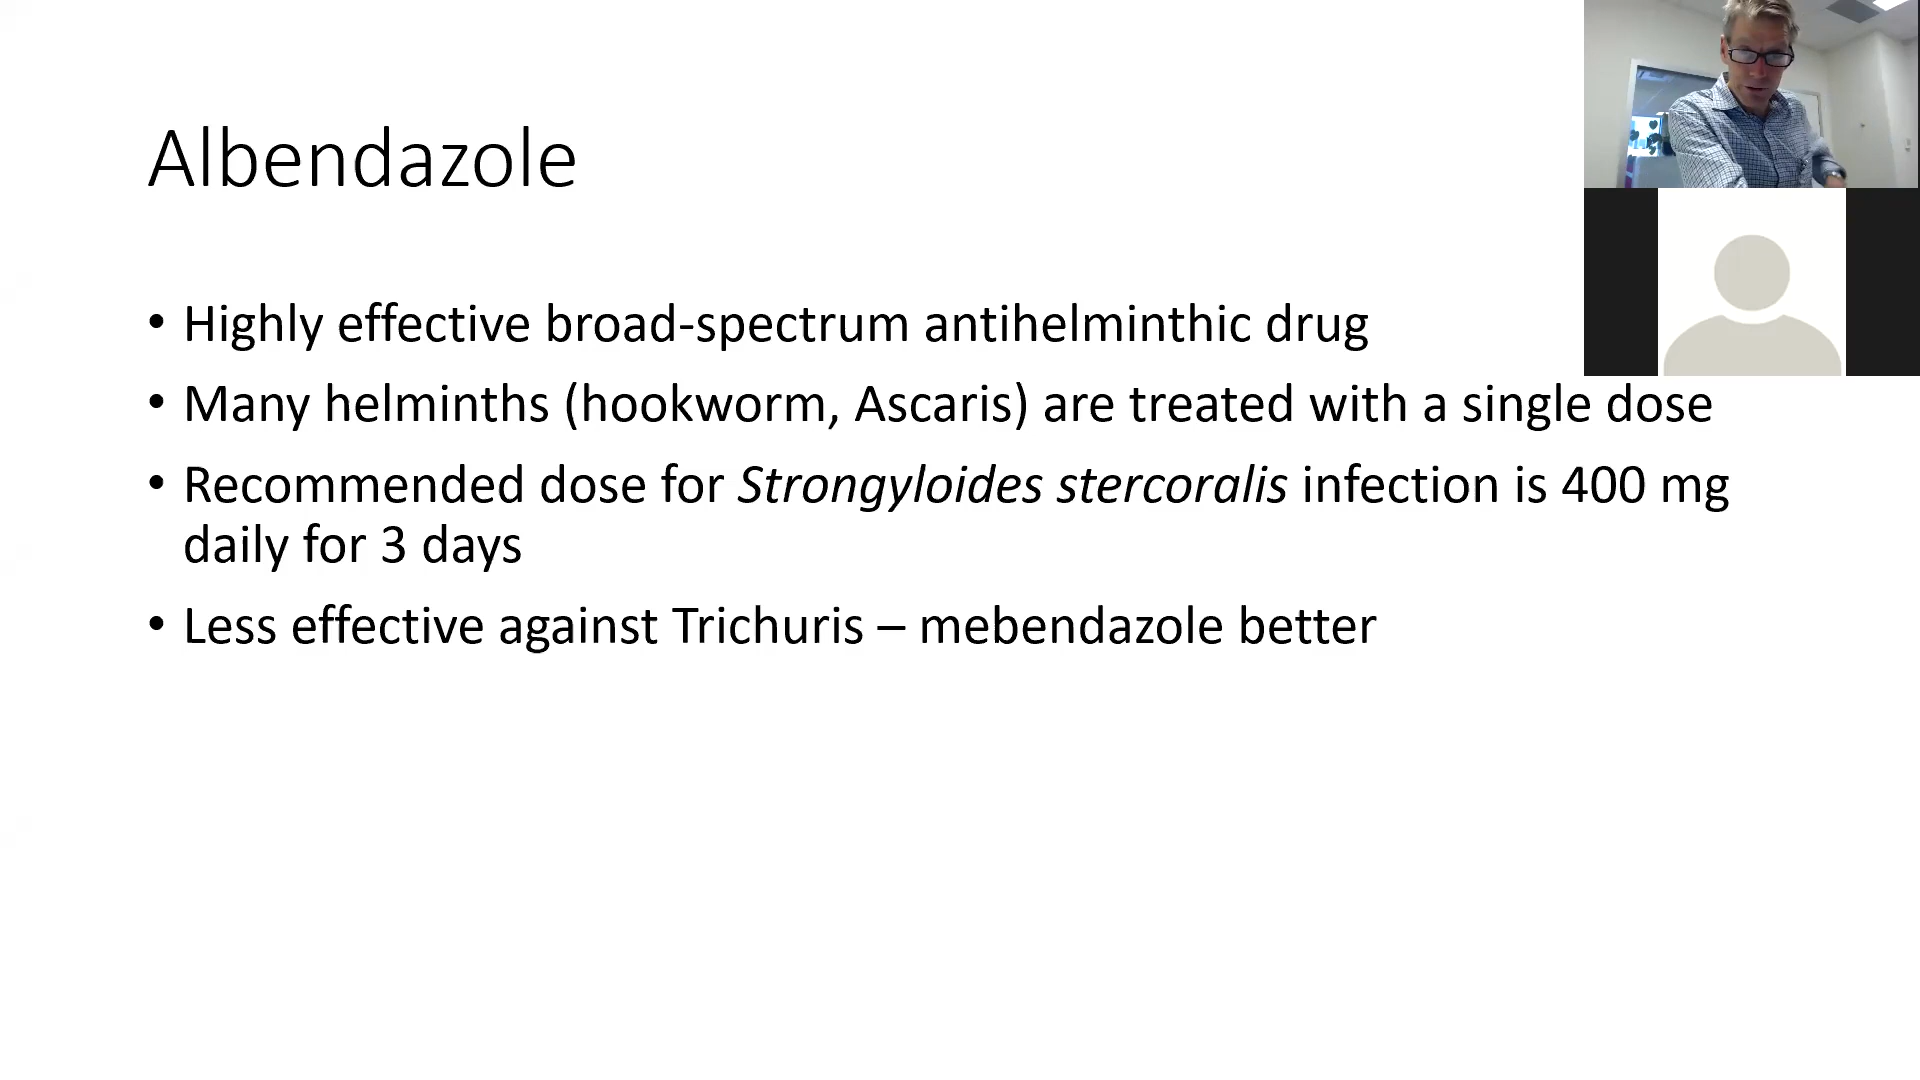 Albendazole
• Highly effective broad-spectrum antihelminthic drug
• Many helminths (hookworm, Ascaris) are treated with a single dose
• Recommended dose for Strongyloides stercoralis infection is 400 mg
daily for 3 days
• Less effective against Trichuris – mebendazole better